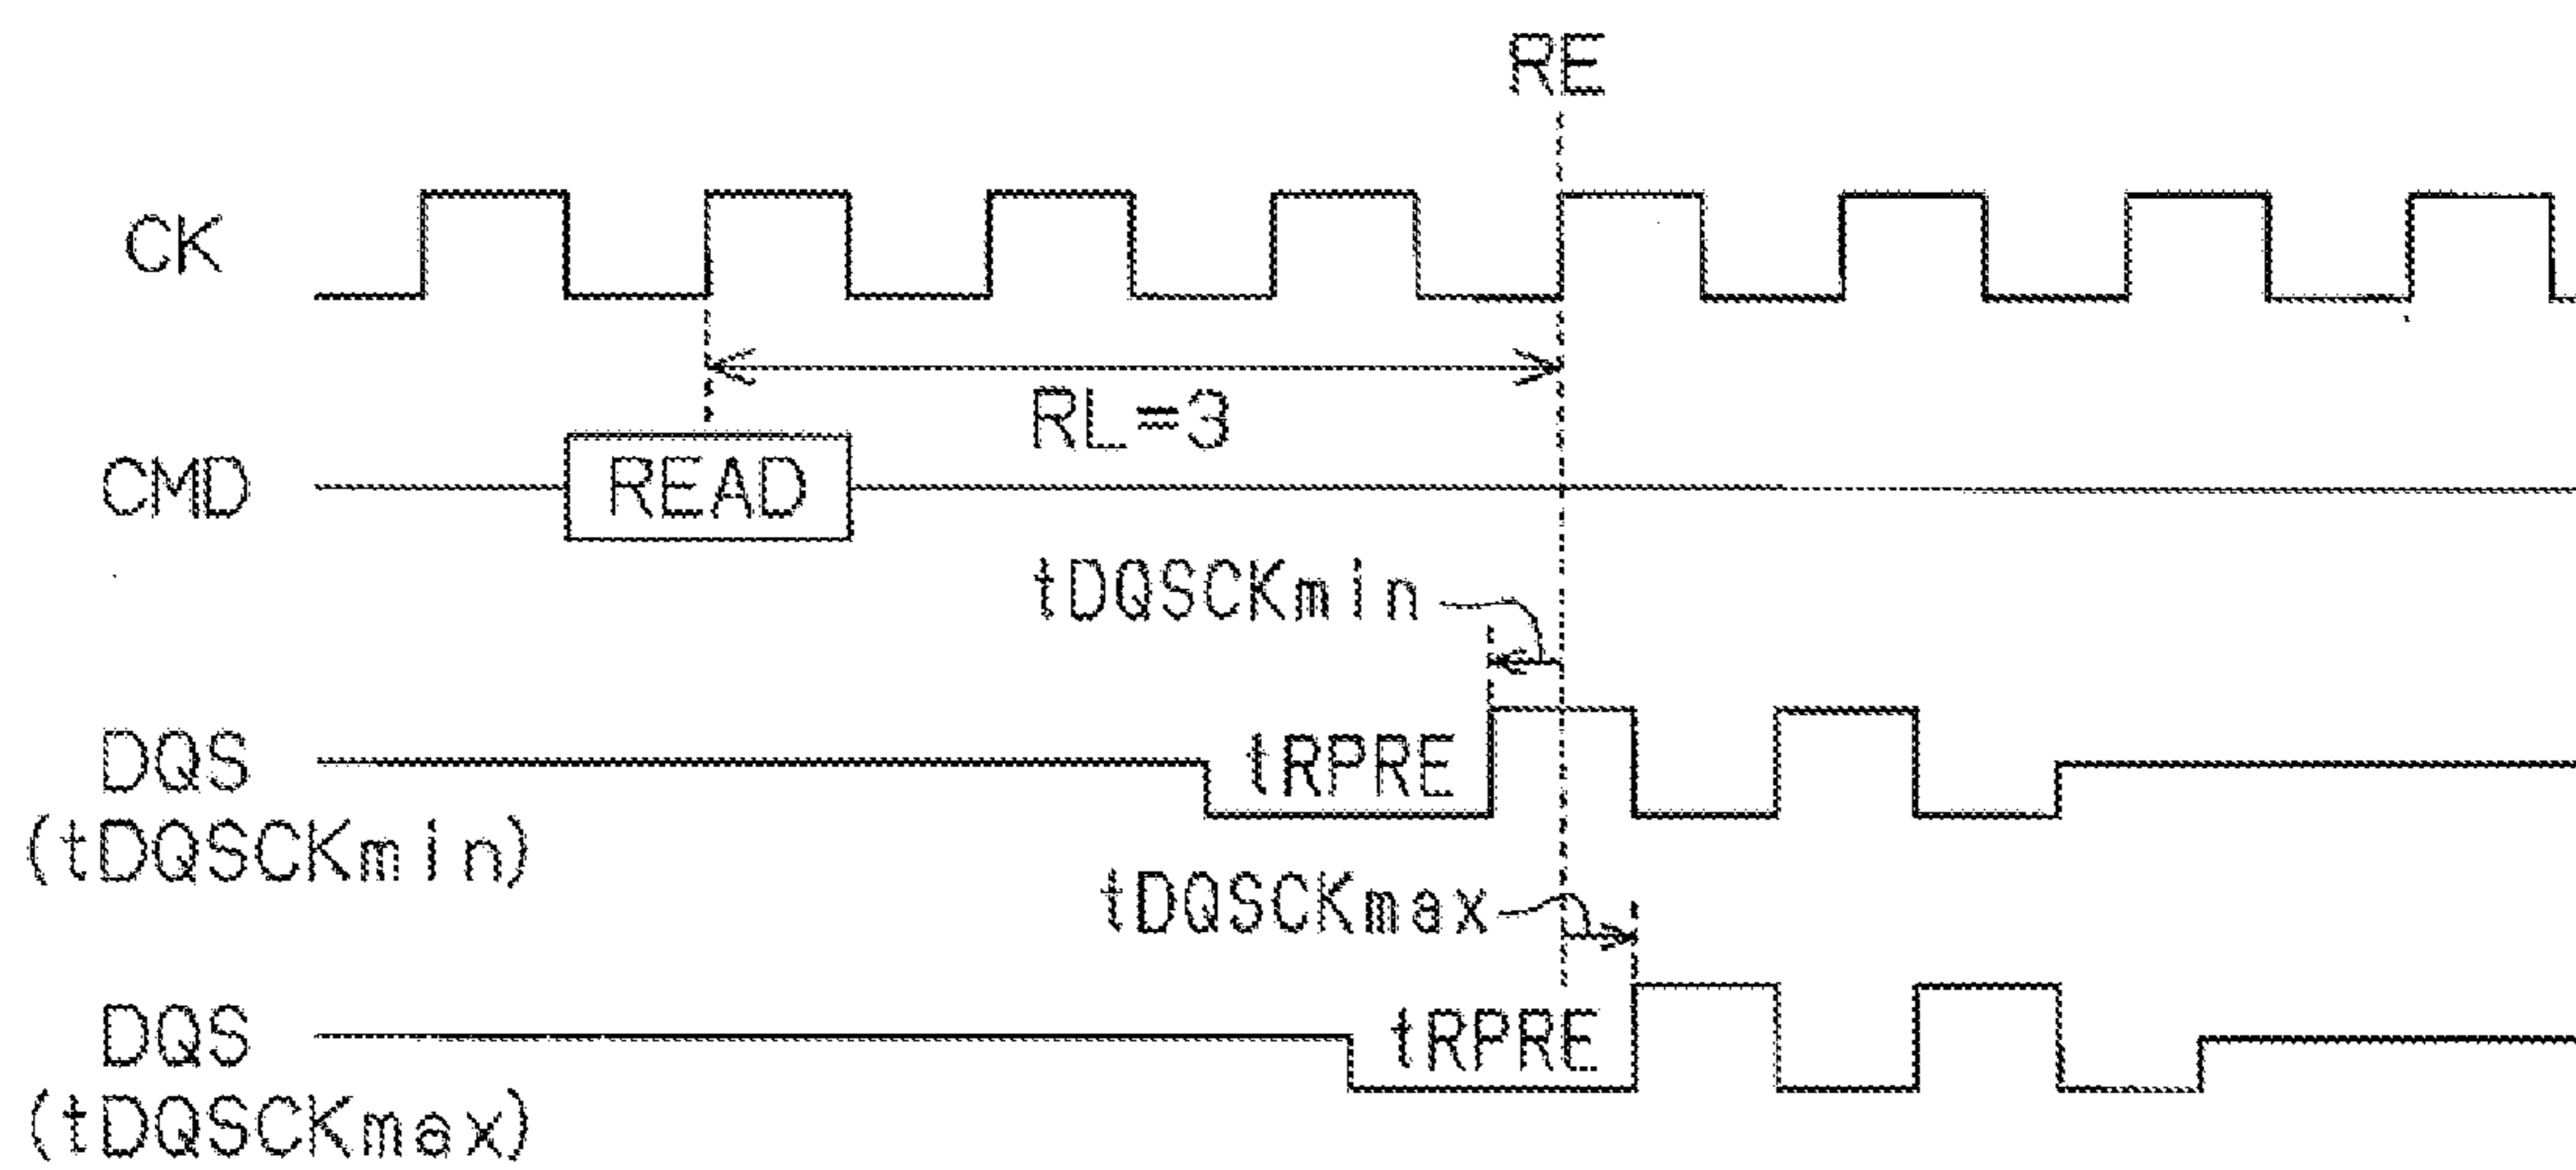 RE
CK
RL=3
CMD
READ
tDQSCKmin
DQS
(tDQSCKmin)
tRPRE
tDQSCKmax
DQS
(tDQSCKmax)
tRPRE